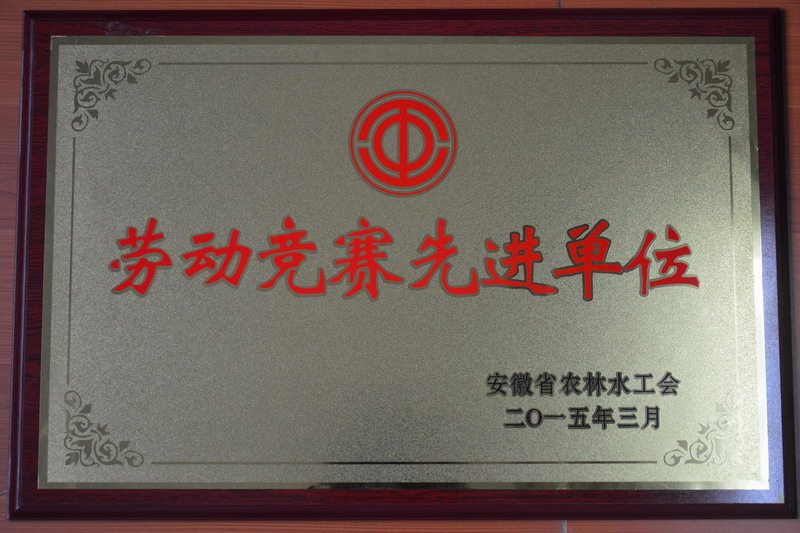 劳动竞赛先进单位
安徽省农林水工会
二〇一五年三月